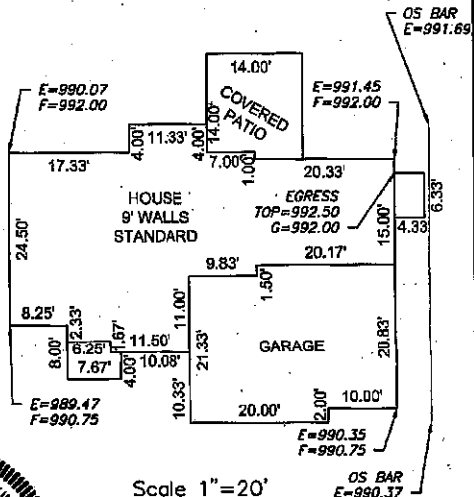 OS BAR
E=991.69
E=990.07
F=992.00
14.00'
E=991.45
F=992.00
COVERED
PATIO
11.33'
4.00'
4.00'
14.00'
17.33'
7.00'
1.00'
20.33'
HOUSE
9' WALLS
STANDARD
EGRESS
TOP=992.50
G=992.00
6.33'
4.33'
15.00'
24.50'
9.83'
20.17'
1.50'
8.25'
2.33'
11.00'
1.67'
6.25'
11.50'
8.00'
7.67'
4.00'
10.08'
21.33'
GARAGE
20.83'
10.33'
20.00'
2.00'
10.00'
E=989.47
F=990.75
E=990.35
F=990.75
Scale 1"=20'
OS BAR
E=990.37